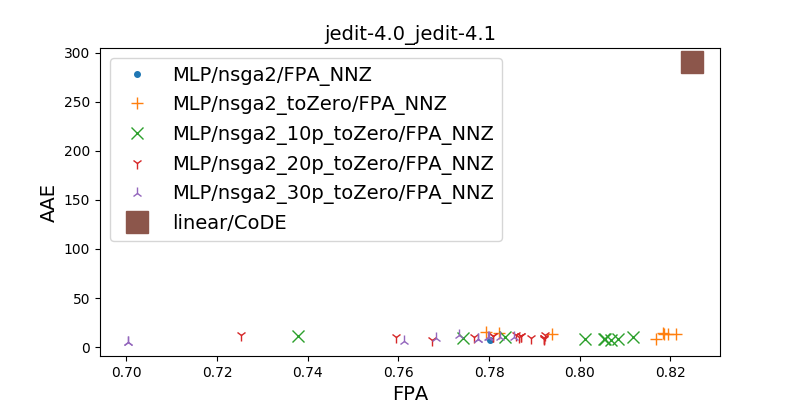 jedit-4.0_jedit-4.1
300
250
200
150
100
50
0
AAE
MLP/nsga2/FPA_NNZ
MLP/nsga2_toZero/FPA_NNZ
MLP/nsga2_10p_toZero/FPA_NNZ
MLP/nsga2_20p_toZero/FPA_NNZ
MLP/nsga2_30p_toZero/FPA_NNZ
linear/CoDE
0.70 0.72 0.74 0.76 0.78 0.80 0.82
FPA